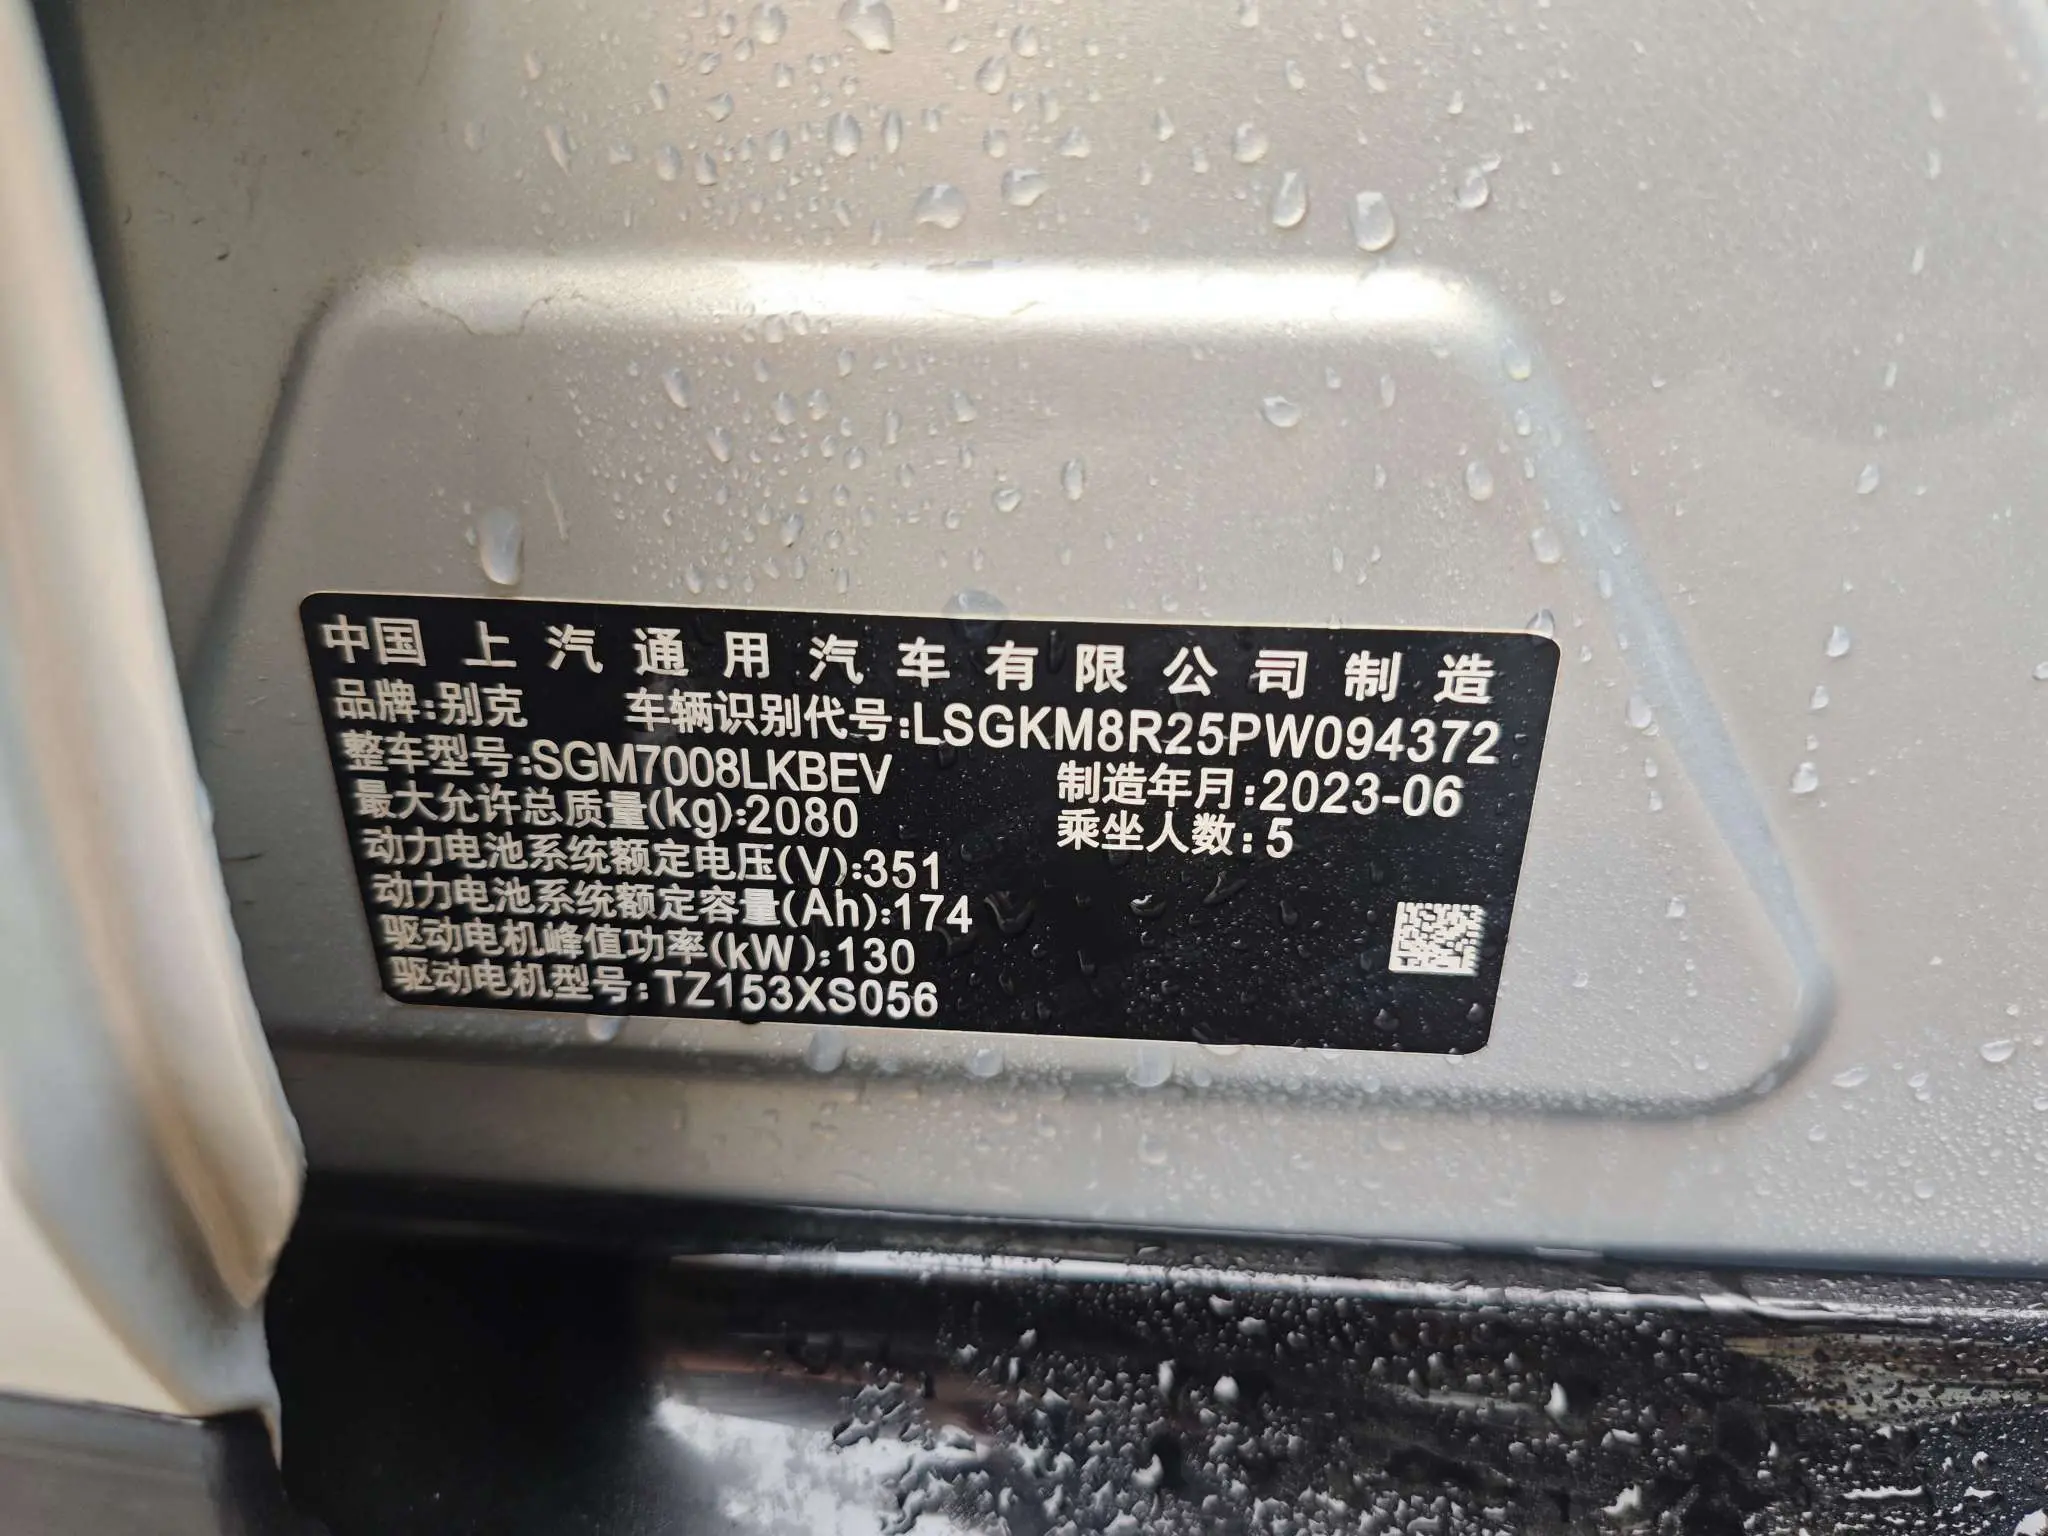 中国 上汽通用汽车有限公司制造
品牌:别克 车辆识别代号:LSGKM8R25PW094372
整车型号:SGM7008LKBEV 制造年月:2023-06
最大允许总质量(kg):2080 乘坐人数:5
动力电池系统额定电压(V):351
动力电池系统额定容量(Ah):174
驱动电机峰值功率(kW):130
驱动电机型号:TZ153XS056